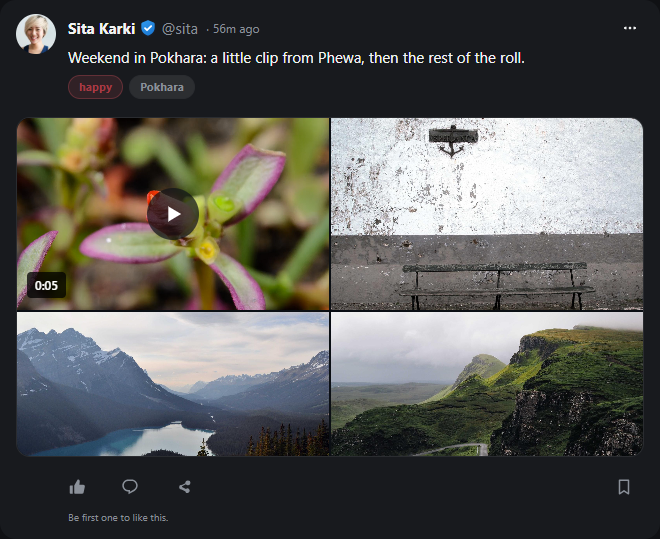 Sita Karki @sita · 56m ago
Weekend in Pokhara: a little clip from Phewa, then the rest of the roll.
happy Pokhara
0:05
Be first one to like this.